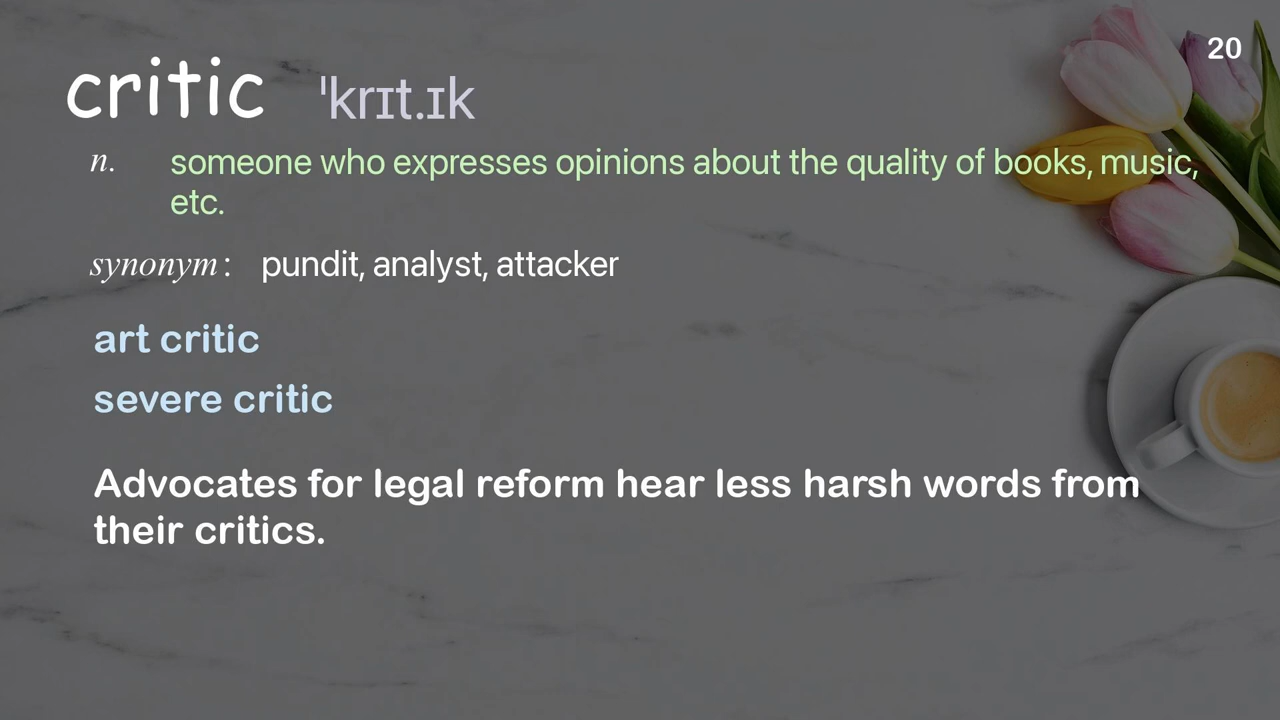 20
critic ˈkrɪt.ɪk
n. someone who expresses opinions about the quality of books, music,
etc.
synonym: pundit, analyst, attacker
art critic
severe critic
Advocates for legal reform hear less harsh words from
their critics.